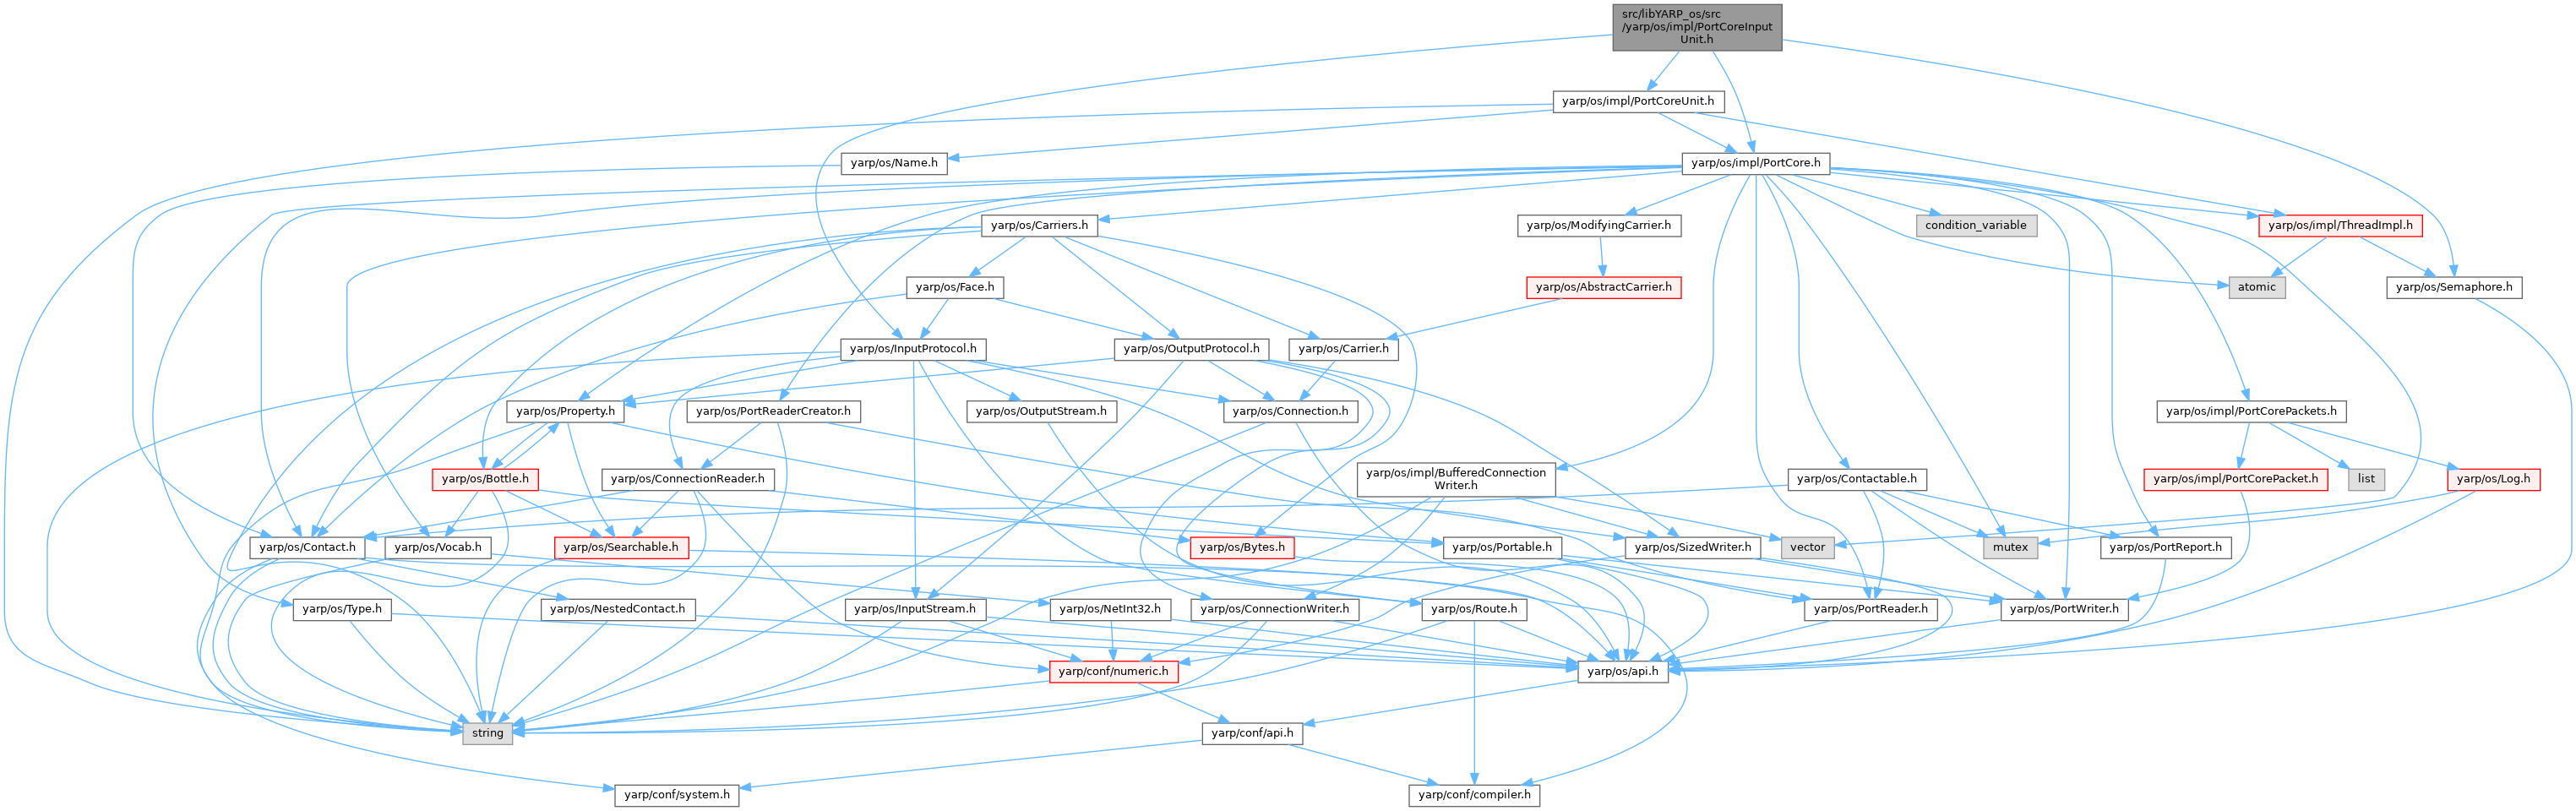 src/libYARP_os/src
/yarp/os/impl/PortCoreInput
Unit.h
yarp/os/impl/PortCoreUnit.h
yarp/os/Name.h
yarp/os/impl/PortCore.h
yarp/os/Carriers.h
yarp/os/ModifyingCarrier.h
condition_variable
yarp/os/impl/ThreadImpl.h
yarp/os/Face.h
yarp/os/AbstractCarrier.h
atomic
yarp/os/Semaphore.h
yarp/os/InputProtocol.h
yarp/os/OutputProtocol.h
yarp/os/Carrier.h
yarp/os/Property.h
yarp/os/PortReaderCreator.h
yarp/os/OutputStream.h
yarp/os/Connection.h
yarp/os/impl/PortCorePackets.h
yarp/os/Bottle.h
yarp/os/ConnectionReader.h
yarp/os/impl/BufferedConnection
Writer.h
yarp/os/Contactable.h
yarp/os/impl/PortCorePacket.h
list
yarp/os/Log.h
yarp/os/Contact.h
yarp/os/Vocab.h
yarp/os/Searchable.h
yarp/os/Portable.h
yarp/os/Bytes.h
yarp/os/SizedWriter.h
vector
mutex
yarp/os/PortReport.h
yarp/os/Type.h
yarp/os/NestedContact.h
yarp/os/InputStream.h
yarp/os/NetInt32.h
yarp/os/ConnectionWriter.h
yarp/os/Route.h
yarp/os/PortReader.h
yarp/os/PortWriter.h
yarp/conf/numeric.h
yarp/os/api.h
string
yarp/conf/api.h
yarp/conf/system.h
yarp/conf/compiler.h